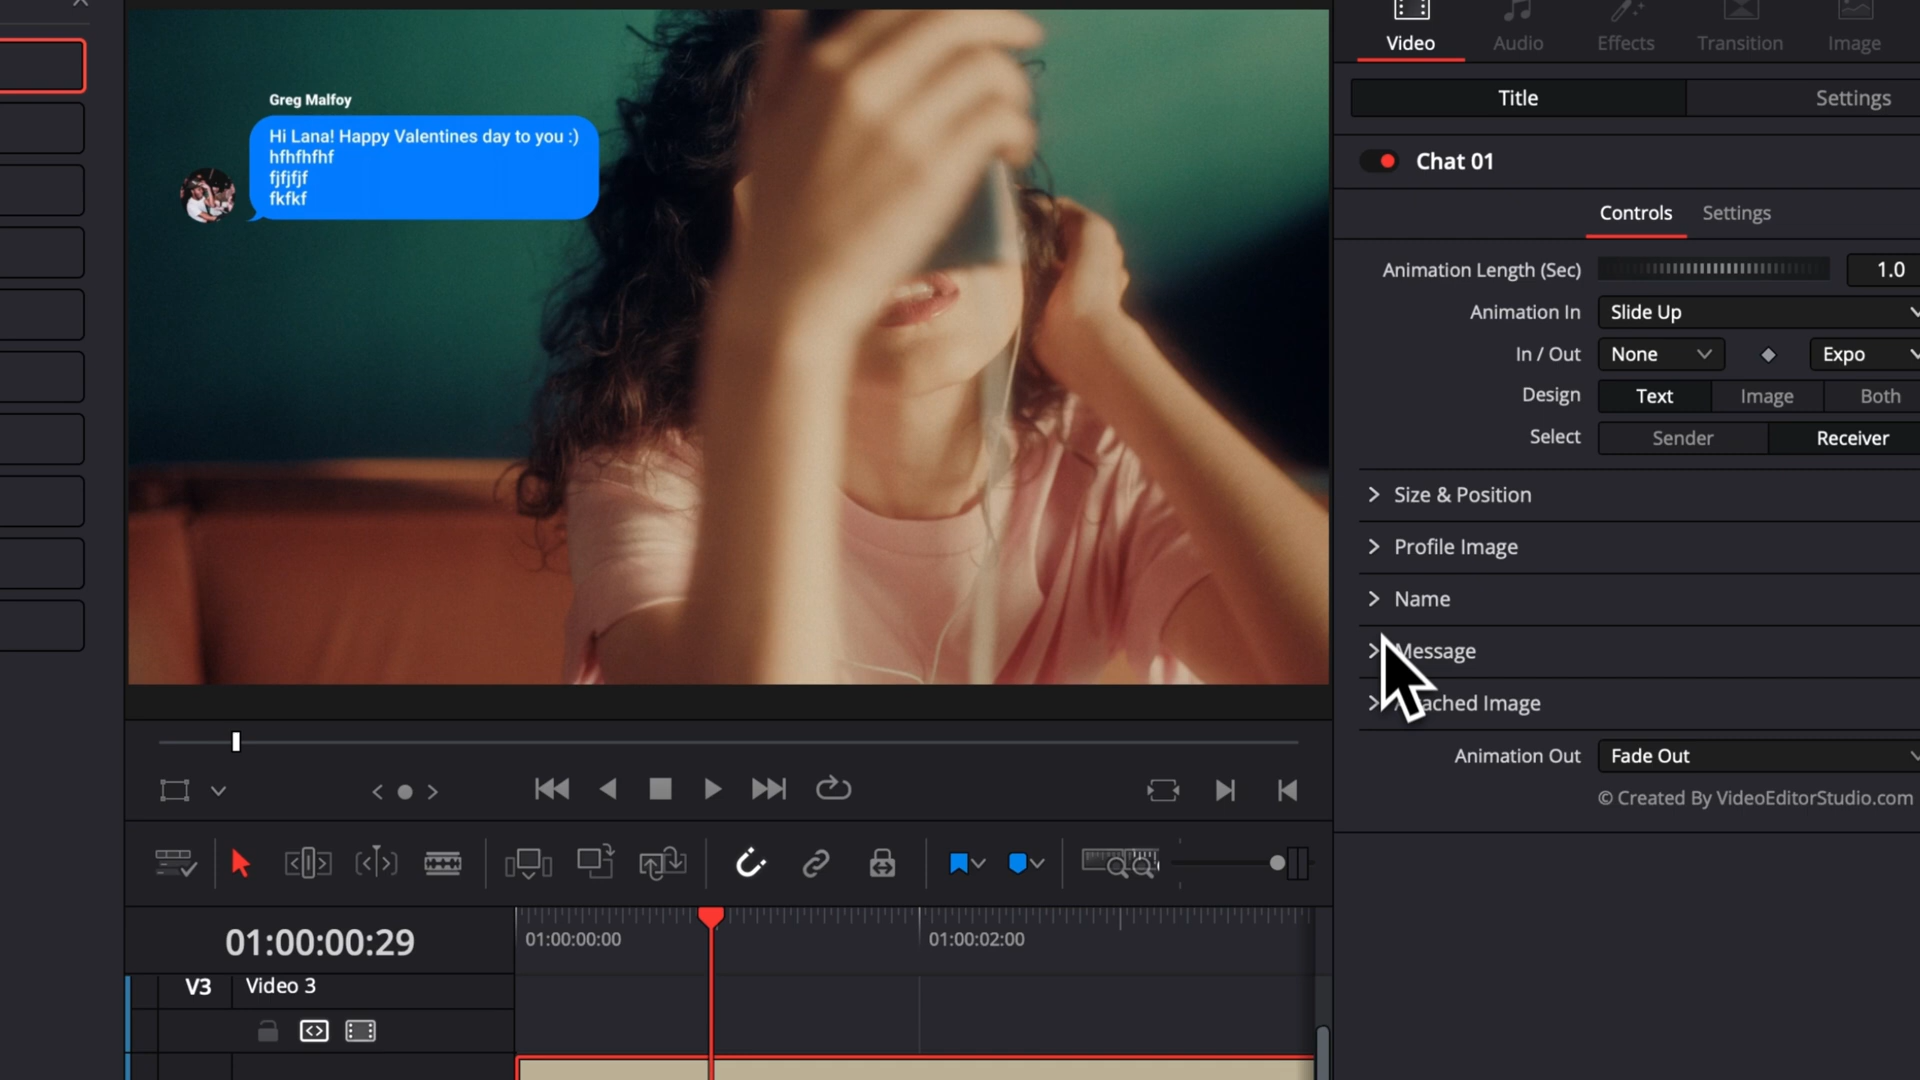 Video
Audio
Effects
Transition
Image
Title
Settings
Greg Malfoy
Hi Lana! Happy Valentines day to you :)
hfhfhfhf
fjfjfjf
fkfkf
Chat 01
Controls
Settings
Animation Length (Sec)
1.0
Animation In
Slide Up
In / Out
None
Expo
Design
Text
Image
Both
Select
Sender
Receiver
Size & Position
Profile Image
Name
Message
ached Image
Animation Out
Fade Out
© Created By VideoEditorStudio.com
01:00:00:29
01:00:00:00
01:00:02:00
V3
Video 3